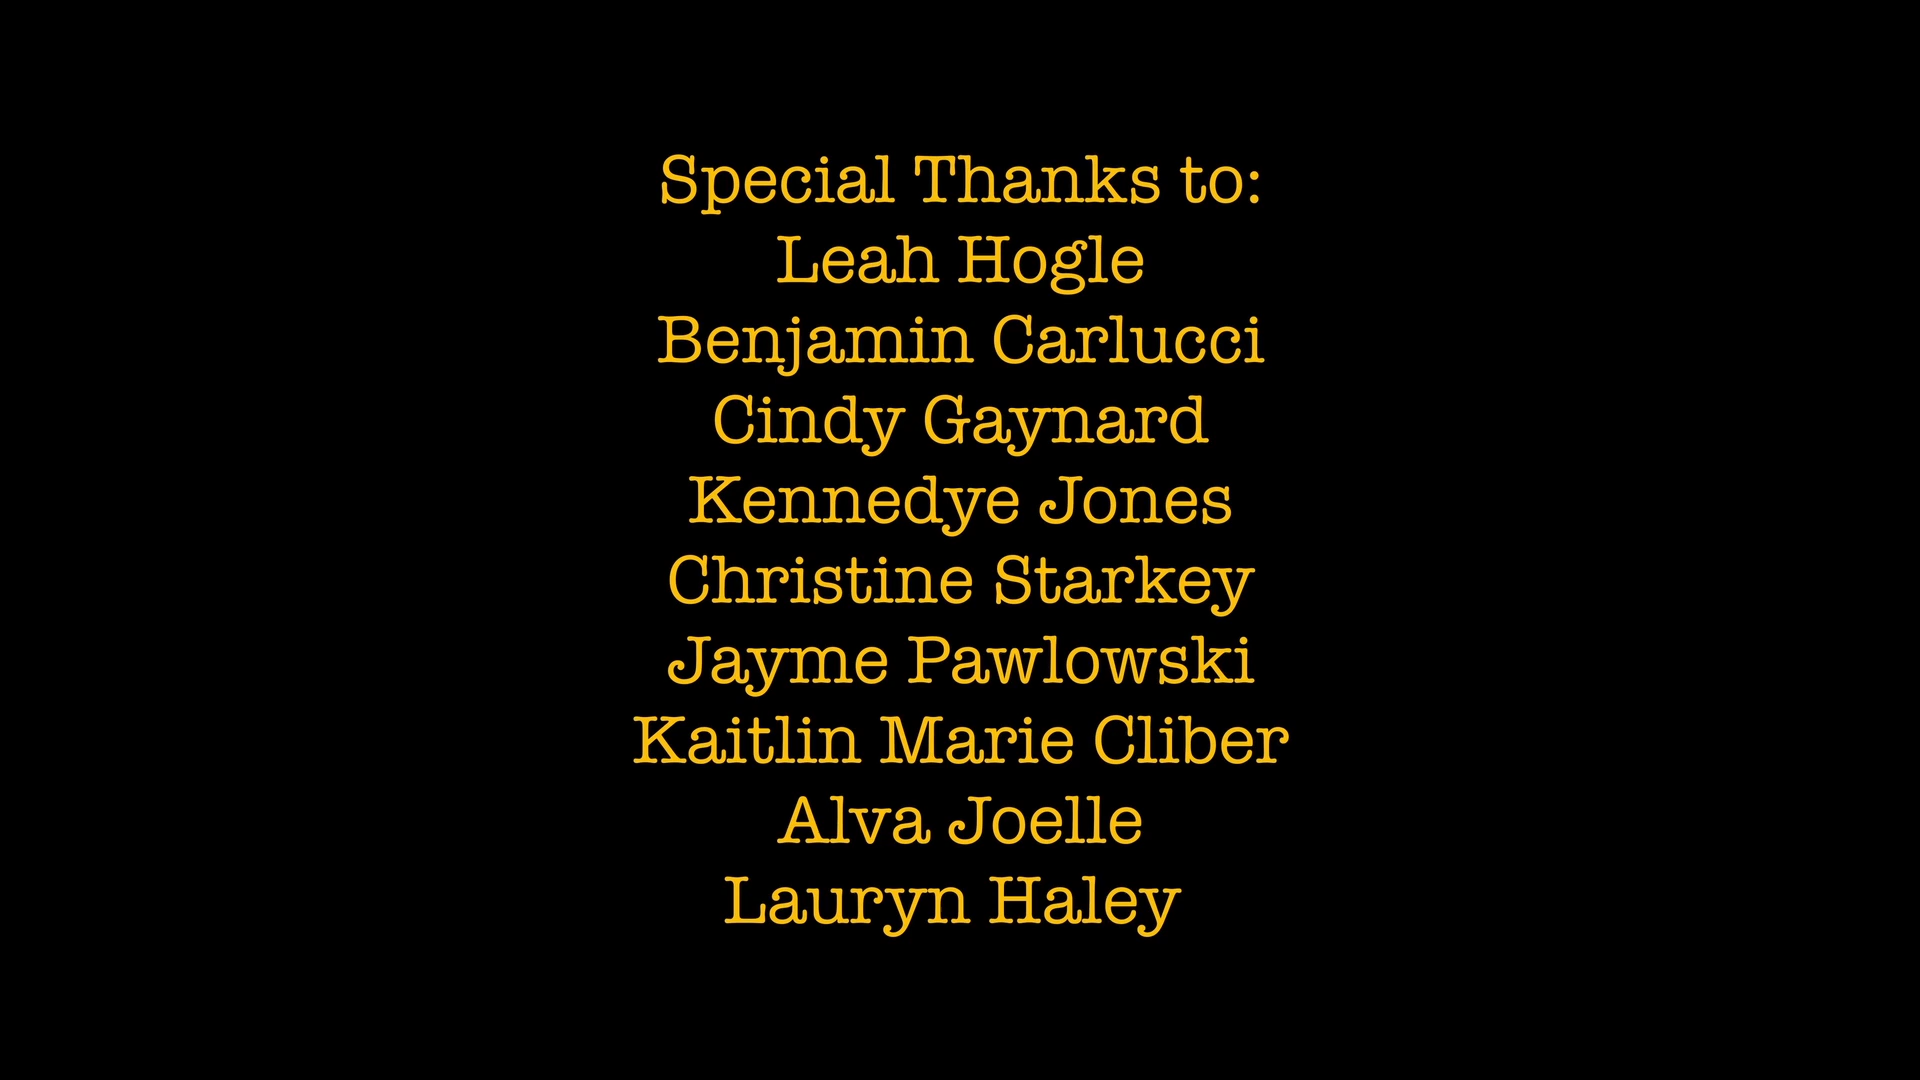 Special Thanks to:
Leah Hogle
Benjamin Carlucci
Cindy Gaynard
Kennedye Jones
Christine Starkey
Jayme Pawlowski
Kaitlin Marie Cliber
Alva Joelle
Lauryn Haley